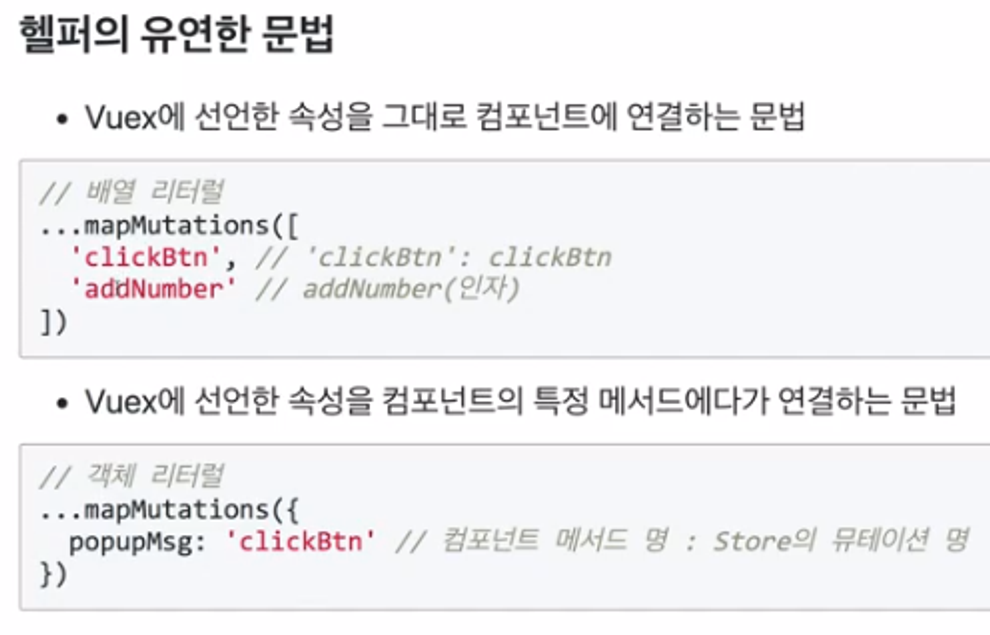 헬퍼의 유연한 문법
• Vuex에 선언한 속성을 그대로 컴포넌트에 연결하는 문법
// 배열 리터럴
...mapMutations([
'clickBtn', // 'clickBtn': clickBtn
'addNumber' // addNumber(인자)
])
• Vuex에 선언한 속성을 컴포넌트의 특정 메서드에다가 연결하는 문법
// 객체 리터럴
...mapMutations({
popupMsg: 'clickBtn' // 컴포넌트 메서드 명 : Store의 뮤테이션 명
})